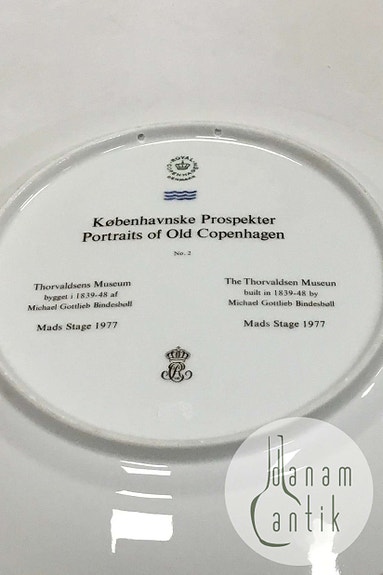 ROYAL
COPENHAGEN
DENMARK
Københavnske Prospekter
Portraits of Old Copenhagen
No. 2
Thorvaldsens Museum
bygget i 1839-48 af
Michael Gottlieb Bindesbøll
Mads Stage 1977
The Thorvaldsen Museun
built in 1839-48 by
Michael Gottlieb Bindesbøll
Mads Stage 1977
danam
antik